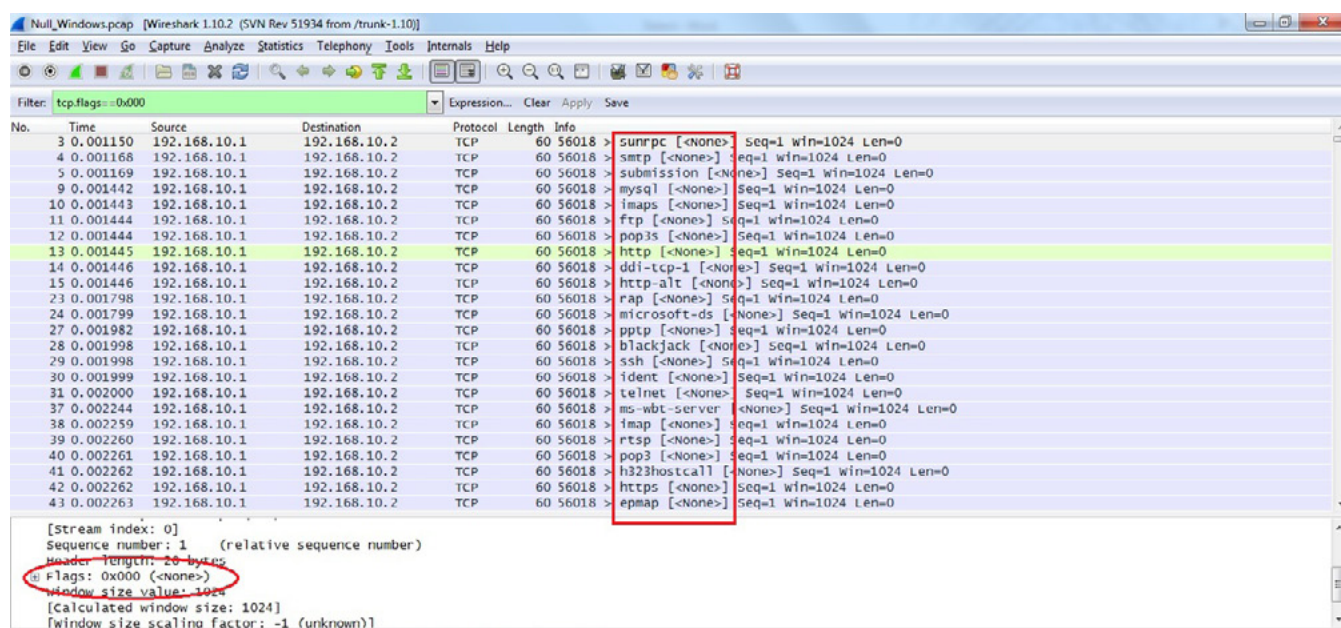 Null_Windows.pcap [Wireshark 1.10.2 (SVN Rev 51934 from /trunk-1.10)]
File Edit View Go Capture Analyze Statistics Telephony Tools Internals Help
Filter: tcp.flags==0x000 Expression... Clear Apply Save
No. Time Source Destination Protocol Length Info
3 0.001150 192.168.10.1 192.168.10.2 TCP 60 56018 > sunrpc [<None>] Seq=1 Win=1024 Len=0
4 0.001168 192.168.10.1 192.168.10.2 TCP 60 56018 > smtp [<None>] Seq=1 Win=1024 Len=0
5 0.001169 192.168.10.1 192.168.10.2 TCP 60 56018 > submission [<None>] Seq=1 Win=1024 Len=0
9 0.001442 192.168.10.1 192.168.10.2 TCP 60 56018 > mysql [<None>] Seq=1 Win=1024 Len=0
10 0.001443 192.168.10.1 192.168.10.2 TCP 60 56018 > imaps [<None>] Seq=1 Win=1024 Len=0
11 0.001444 192.168.10.1 192.168.10.2 TCP 60 56018 > ftp [<None>] Seq=1 Win=1024 Len=0
12 0.001444 192.168.10.1 192.168.10.2 TCP 60 56018 > pop3s [<None>] Seq=1 Win=1024 Len=0
13 0.001445 192.168.10.1 192.168.10.2 TCP 60 56018 > http [<None>] Seq=1 Win=1024 Len=0
14 0.001446 192.168.10.1 192.168.10.2 TCP 60 56018 > ddi-tcp-1 [<None>] Seq=1 Win=1024 Len=0
15 0.001446 192.168.10.1 192.168.10.2 TCP 60 56018 > http-alt [<None>] Seq=1 Win=1024 Len=0
23 0.001798 192.168.10.1 192.168.10.2 TCP 60 56018 > rap [<None>] Seq=1 Win=1024 Len=0
24 0.001799 192.168.10.1 192.168.10.2 TCP 60 56018 > microsoft-ds [<None>] Seq=1 Win=1024 Len=0
27 0.001982 192.168.10.1 192.168.10.2 TCP 60 56018 > pptp [<None>] Seq=1 Win=1024 Len=0
28 0.001998 192.168.10.1 192.168.10.2 TCP 60 56018 > blackjack [<None>] Seq=1 Win=1024 Len=0
29 0.001998 192.168.10.1 192.168.10.2 TCP 60 56018 > ssh [<None>] Seq=1 Win=1024 Len=0
30 0.001999 192.168.10.1 192.168.10.2 TCP 60 56018 > ident [<None>] Seq=1 Win=1024 Len=0
31 0.002000 192.168.10.1 192.168.10.2 TCP 60 56018 > telnet [<None>] Seq=1 Win=1024 Len=0
37 0.002244 192.168.10.1 192.168.10.2 TCP 60 56018 > ms-wbt-server [<None>] Seq=1 Win=1024 Len=0
38 0.002259 192.168.10.1 192.168.10.2 TCP 60 56018 > imap [<None>] Seq=1 Win=1024 Len=0
39 0.002260 192.168.10.1 192.168.10.2 TCP 60 56018 > rtsp [<None>] Seq=1 Win=1024 Len=0
40 0.002261 192.168.10.1 192.168.10.2 TCP 60 56018 > pop3 [<None>] Seq=1 Win=1024 Len=0
41 0.002262 192.168.10.1 192.168.10.2 TCP 60 56018 > h323hostcall [<None>] Seq=1 Win=1024 Len=0
42 0.002262 192.168.10.1 192.168.10.2 TCP 60 56018 > https [<None>] Seq=1 Win=1024 Len=0
43 0.002263 192.168.10.1 192.168.10.2 TCP 60 56018 > epmap [<None>] Seq=1 Win=1024 Len=0
[Stream index: 0]
Sequence number: 1 (relative sequence number)
Header length: 20 bytes
Flags: 0x000 (<None>)
Window size value: 1024
[Calculated window size: 1024]
[Window size scaling factor: -1 (unknown)]